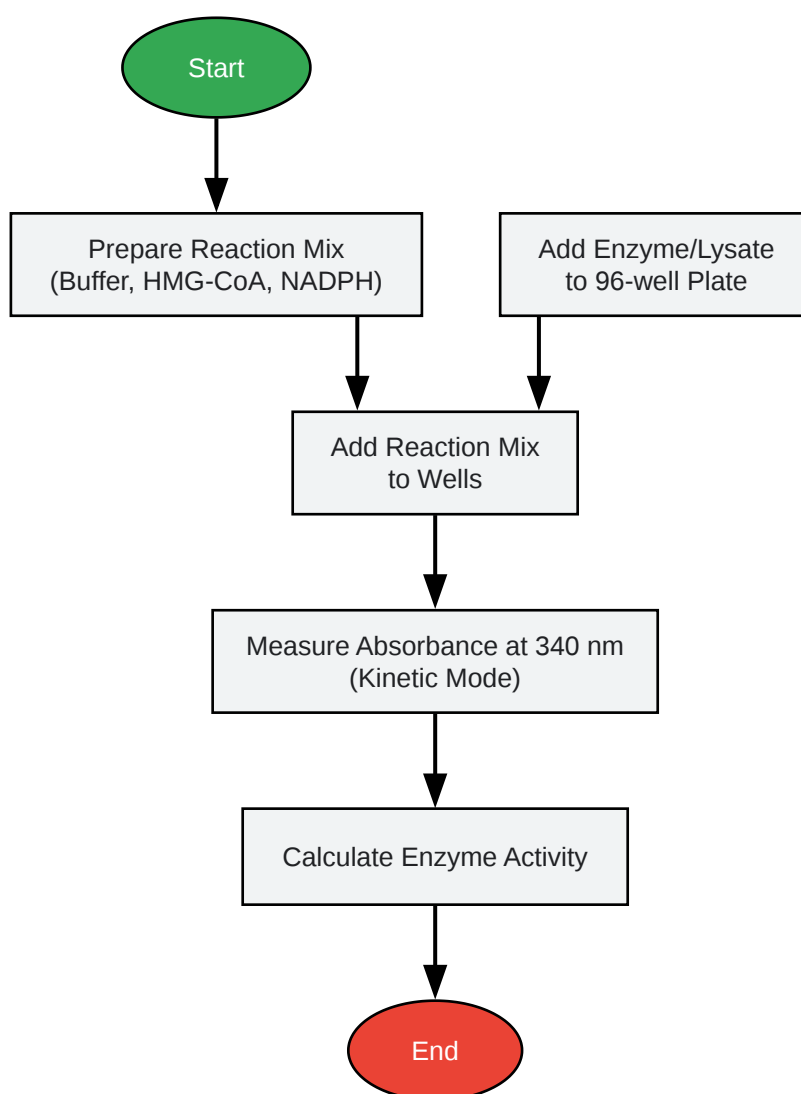 Start
Prepare Reaction Mix
(Buffer, HMG-CoA, NADPH)
Add Enzyme/Lysate
to 96-well Plate
Add Reaction Mix
to Wells
Measure Absorbance at 340 nm
(Kinetic Mode)
Calculate Enzyme Activity
End